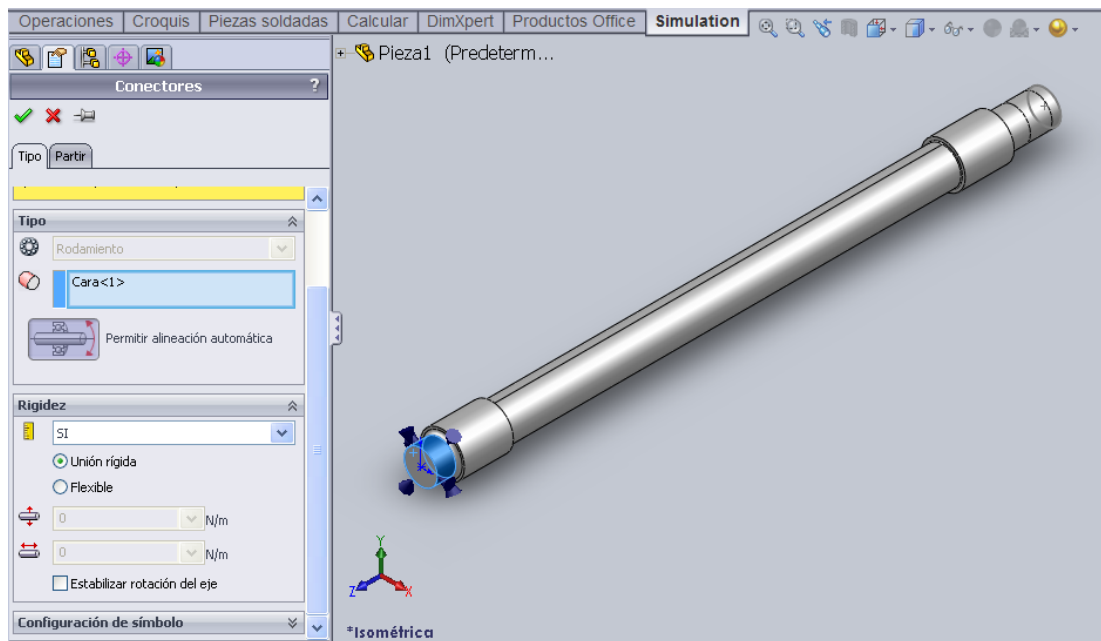 Operaciones Croquis Piezas soldadas Calcular DimXpert Productos Office Simulation
Pieza1 (Predeterm...
Conectores ?
Tipo Partir
Tipo
Rodamiento
Cara<1>
Permitir alineación automática
Rigidez
SI
Unión rígida
Flexible
0 N/m
0 N/m
Estabilizar rotación del eje
Configuración de símbolo
Y
Z X
*Isométrica